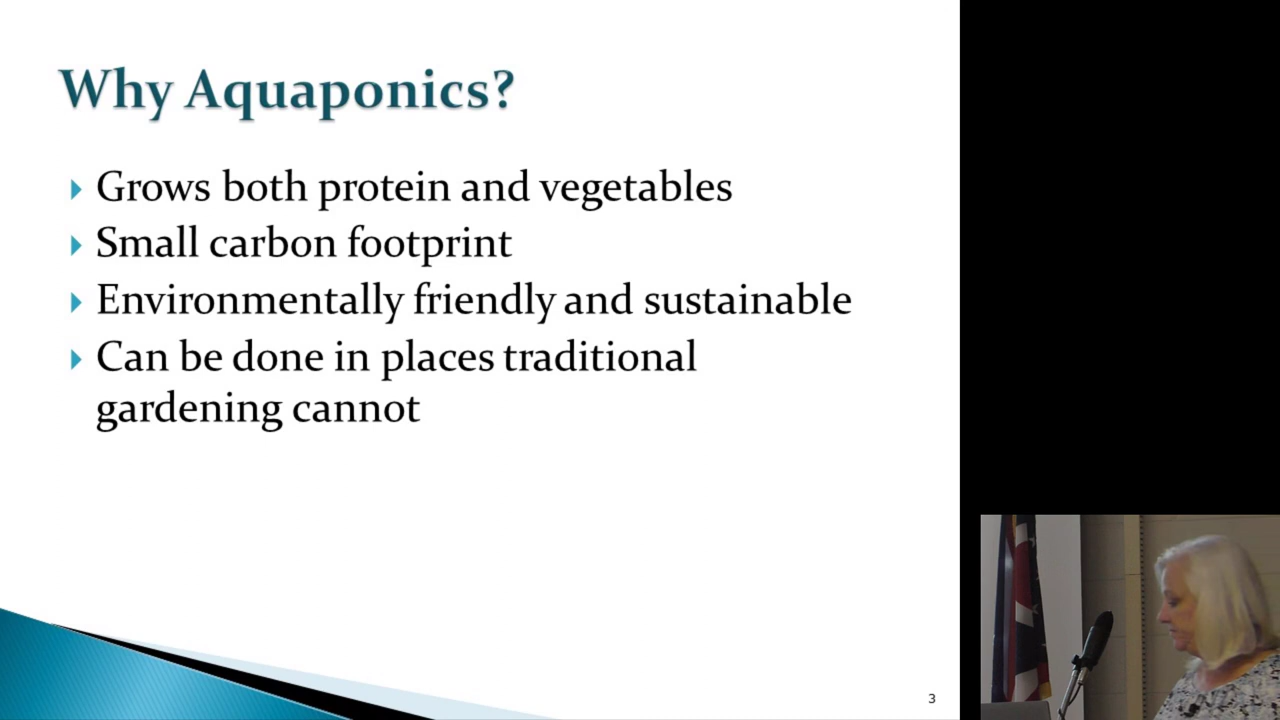 Why Aquaponics?
Grows both protein and vegetables
Small carbon footprint
Environmentally friendly and sustainable
Can be done in places traditional
gardening cannot
3